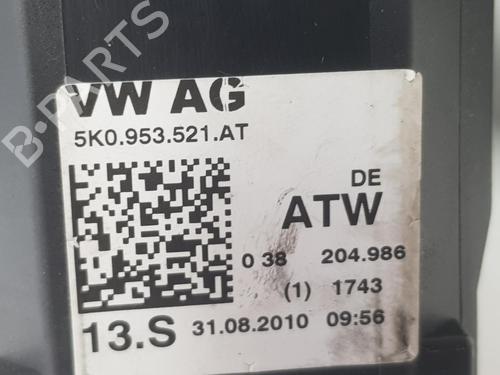 VW AG
5K0.953.521.AT
DE
ATW
0 38 204.986
(1) 1743
13.S 31.08.2010 09:56
B-PARTS